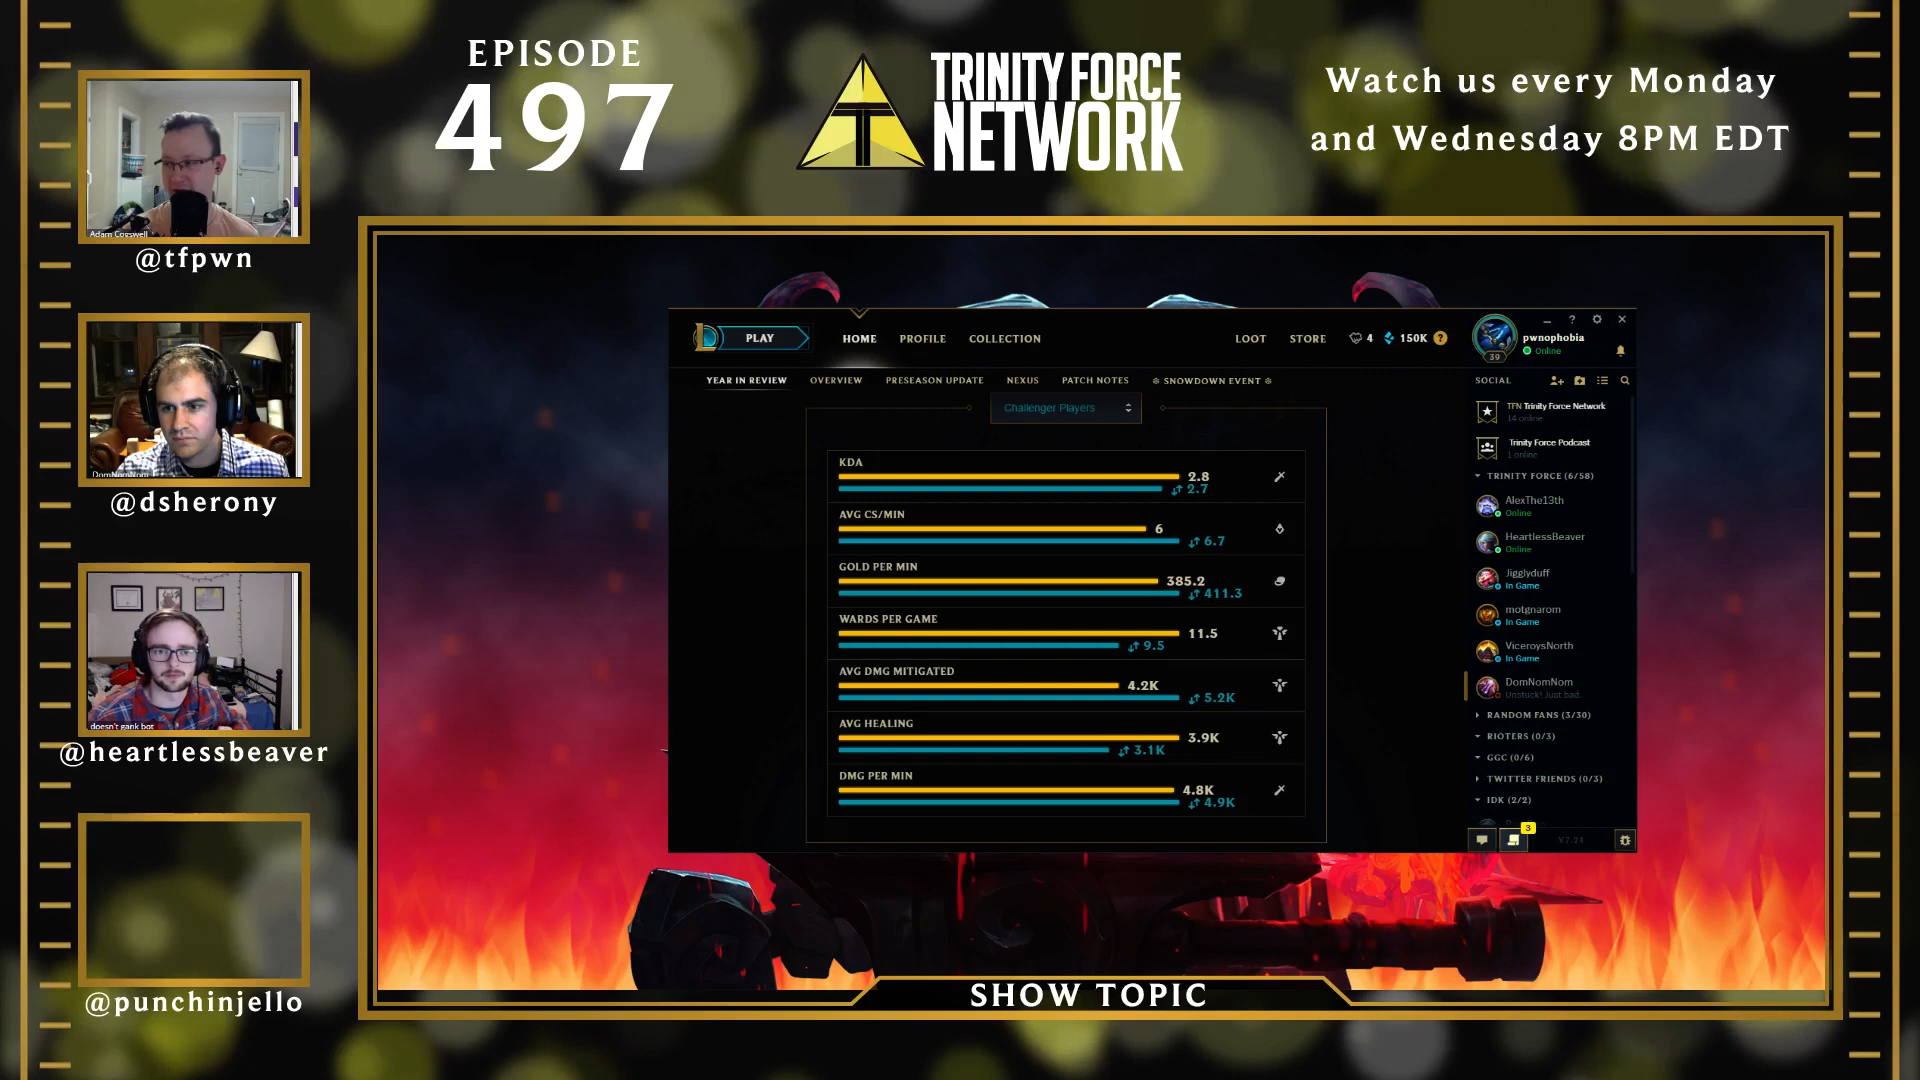 EPISODE
497
TRINITY FORCE
NETWORK
Watch us every Monday
and Wednesday 8PM EDT
Adam Cogswell
@tfpwn
DomNomNom
@dsherony
doesn't gank bot
@heartlessbeaver
@punchinjello
PLAY
HOME
PROFILE
COLLECTION
LOOT
STORE
4
150K
?
39
pwnophobia
Online
YEAR IN REVIEW
OVERVIEW
PRESEASON UPDATE
NEXUS
PATCH NOTES
SNOWDOWN EVENT
Challenger Players
KDA
2.8
2.7
AVG CS/MIN
6
6.7
GOLD PER MIN
385.2
411.3
WARDS PER GAME
11.5
9.5
AVG DMG MITIGATED
4.2K
5.2K
AVG HEALING
3.9K
3.1K
DMG PER MIN
4.8K
4.9K
SOCIAL
TFN Trinity Force Network
14 online
Trinity Force Podcast
1 online
TRINITY FORCE (6/58)
AlexThe13th
Online
HeartlessBeaver
Online
Jigglyduff
In Game
motgnarom
In Game
ViceroysNorth
In Game
DomNomNom
Unstuck! Just bad.
RANDOM FANS (3/30)
RIOTERS (0/3)
GGC (0/6)
TWITTER FRIENDS (0/3)
IDK (2/2)
3
V7.24
SHOW TOPIC